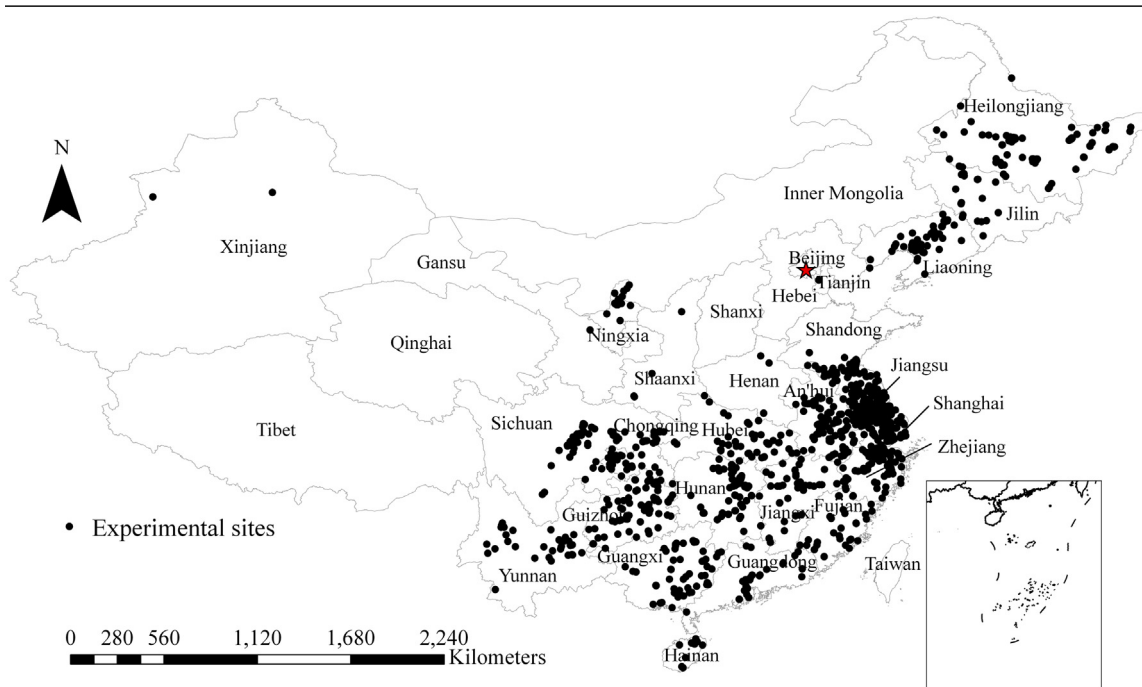 Heilongjiang
N
Inner Mongolia
Jilin
Xinjiang
Gansu
Beijing
Liaoning
Tianjin
Hebei
Shanxi
Ningxia
Shandong
Qinghai
Jiangsu
Shaanxi
Henan
An'hui
Shanghai
Tibet
Sichuan
Chongqing
Hubei
Zhejiang
Hunan
Experimental sites
Guizhou
Jiangxi
Fujian
Guangxi
Guangdong
Taiwan
Yunnan
0 280 560 1,120 1,680 2,240
Kilometers
Hainan